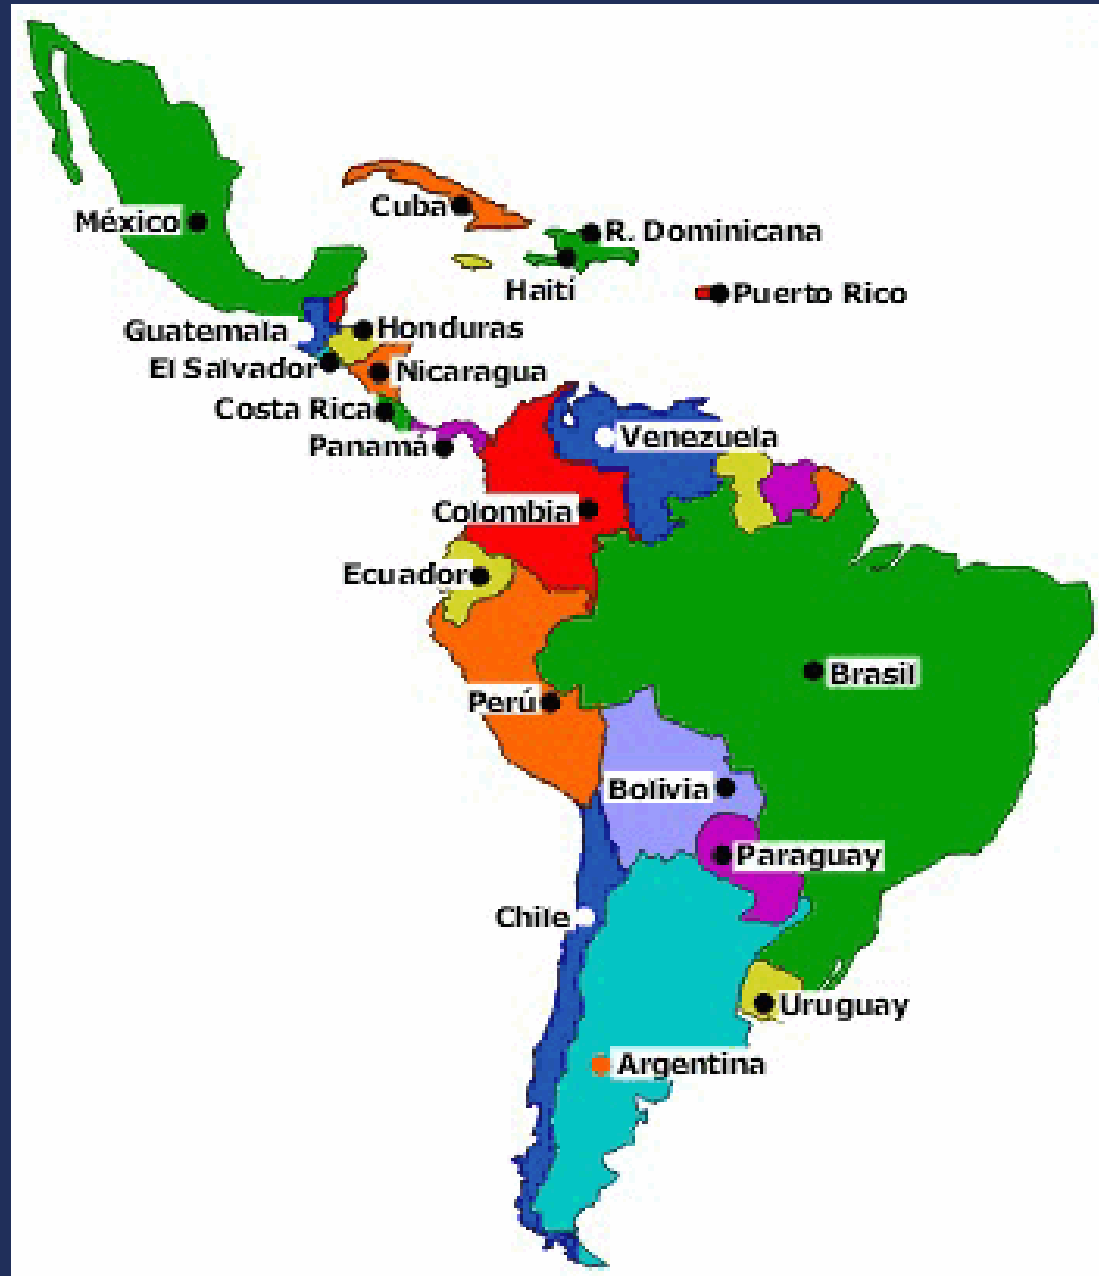 Cuba
México
R. Dominicana
Haití
Puerto Rico
Guatemala
Honduras
El Salvador
Nicaragua
Costa Rica
Panamá
Venezuela
Colombia
Ecuador
Brasil
Perú
Bolivia
Paraguay
Chile
Uruguay
Argentina